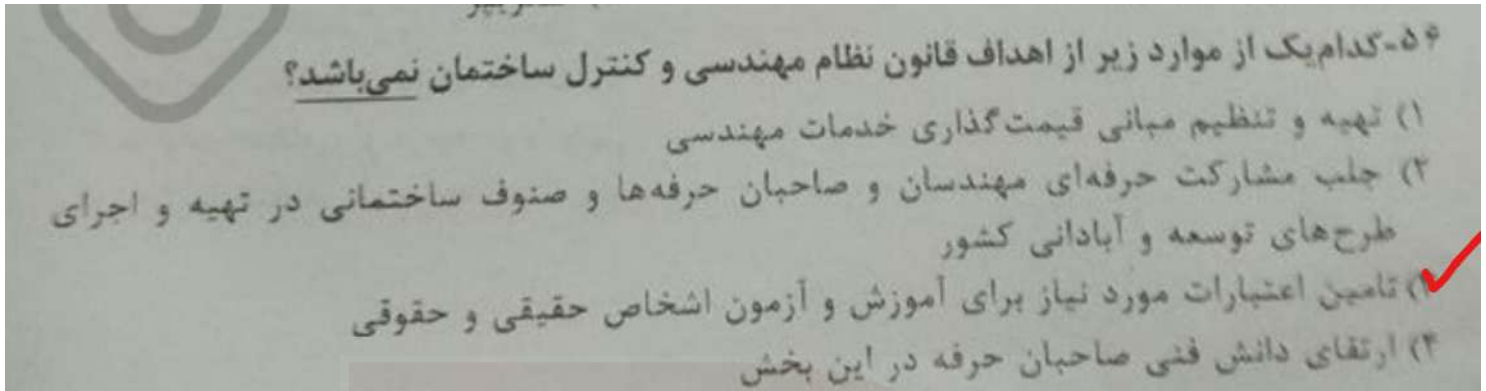 ۵۶-کدام‌یک از موارد زیر از اهداف قانون نظام مهندسی و کنترل ساختمان نمی‌باشد؟
۱) تهیه و تنظیم مبانی قیمت‌گذاری خدمات مهندسی
۲) جلب مشارکت حرفه‌ای مهندسان و صاحبان حرفه‌ها و صنوف ساختمانی در تهیه و اجرای
طرح‌های توسعه و آبادانی کشور
۳) تامین اعتبارات مورد نیاز برای آموزش و آزمون اشخاص حقیقی و حقوقی
۴) ارتقای دانش فنی صاحبان حرفه در این بخش